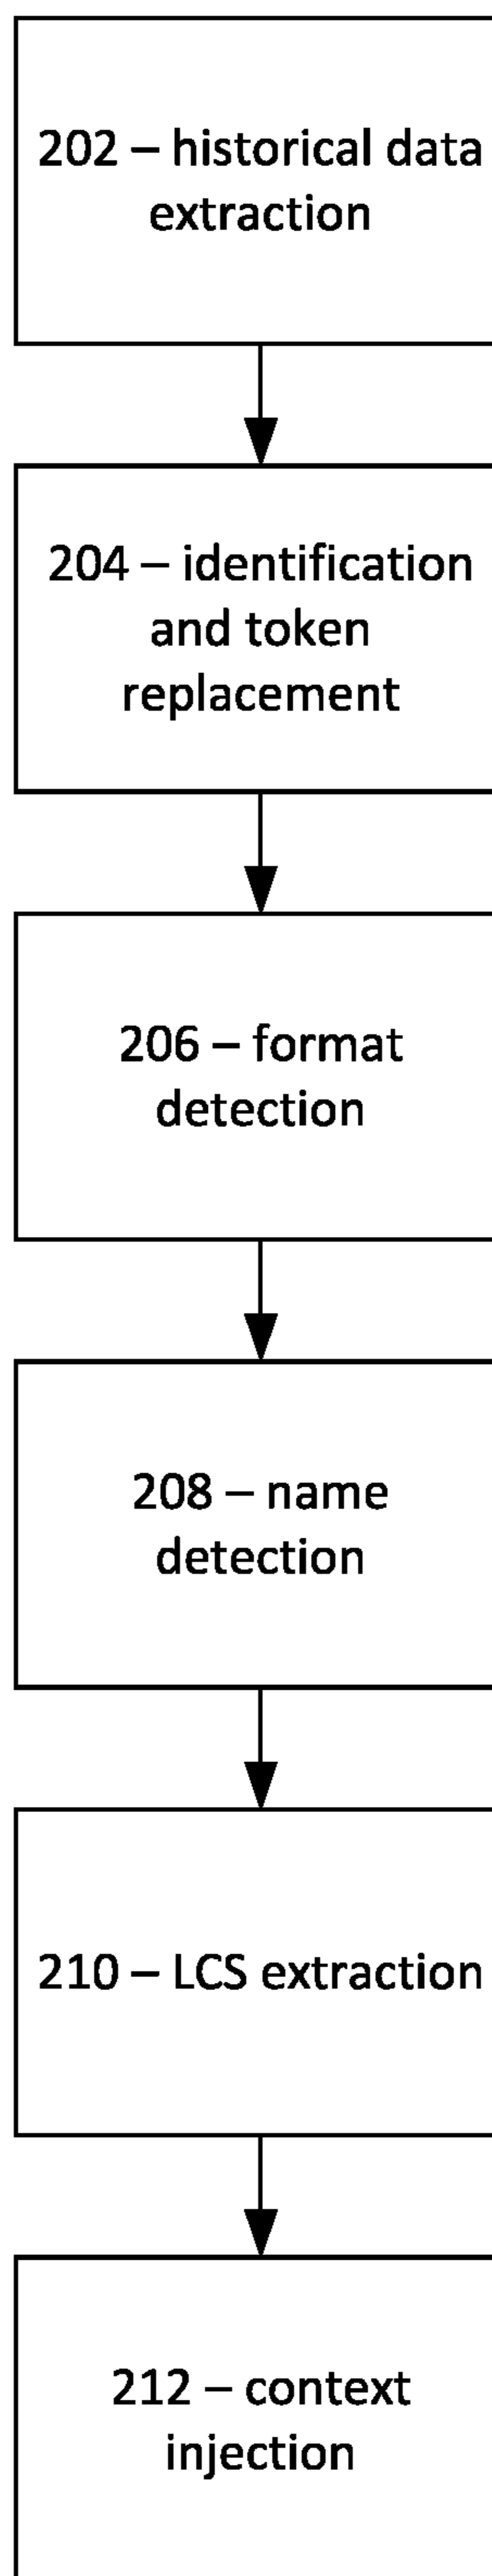 202 – historical data
extraction
204 – identification
and token
replacement
206 – format
detection
208 – name
detection
210 – LCS extraction
212 – context
injection